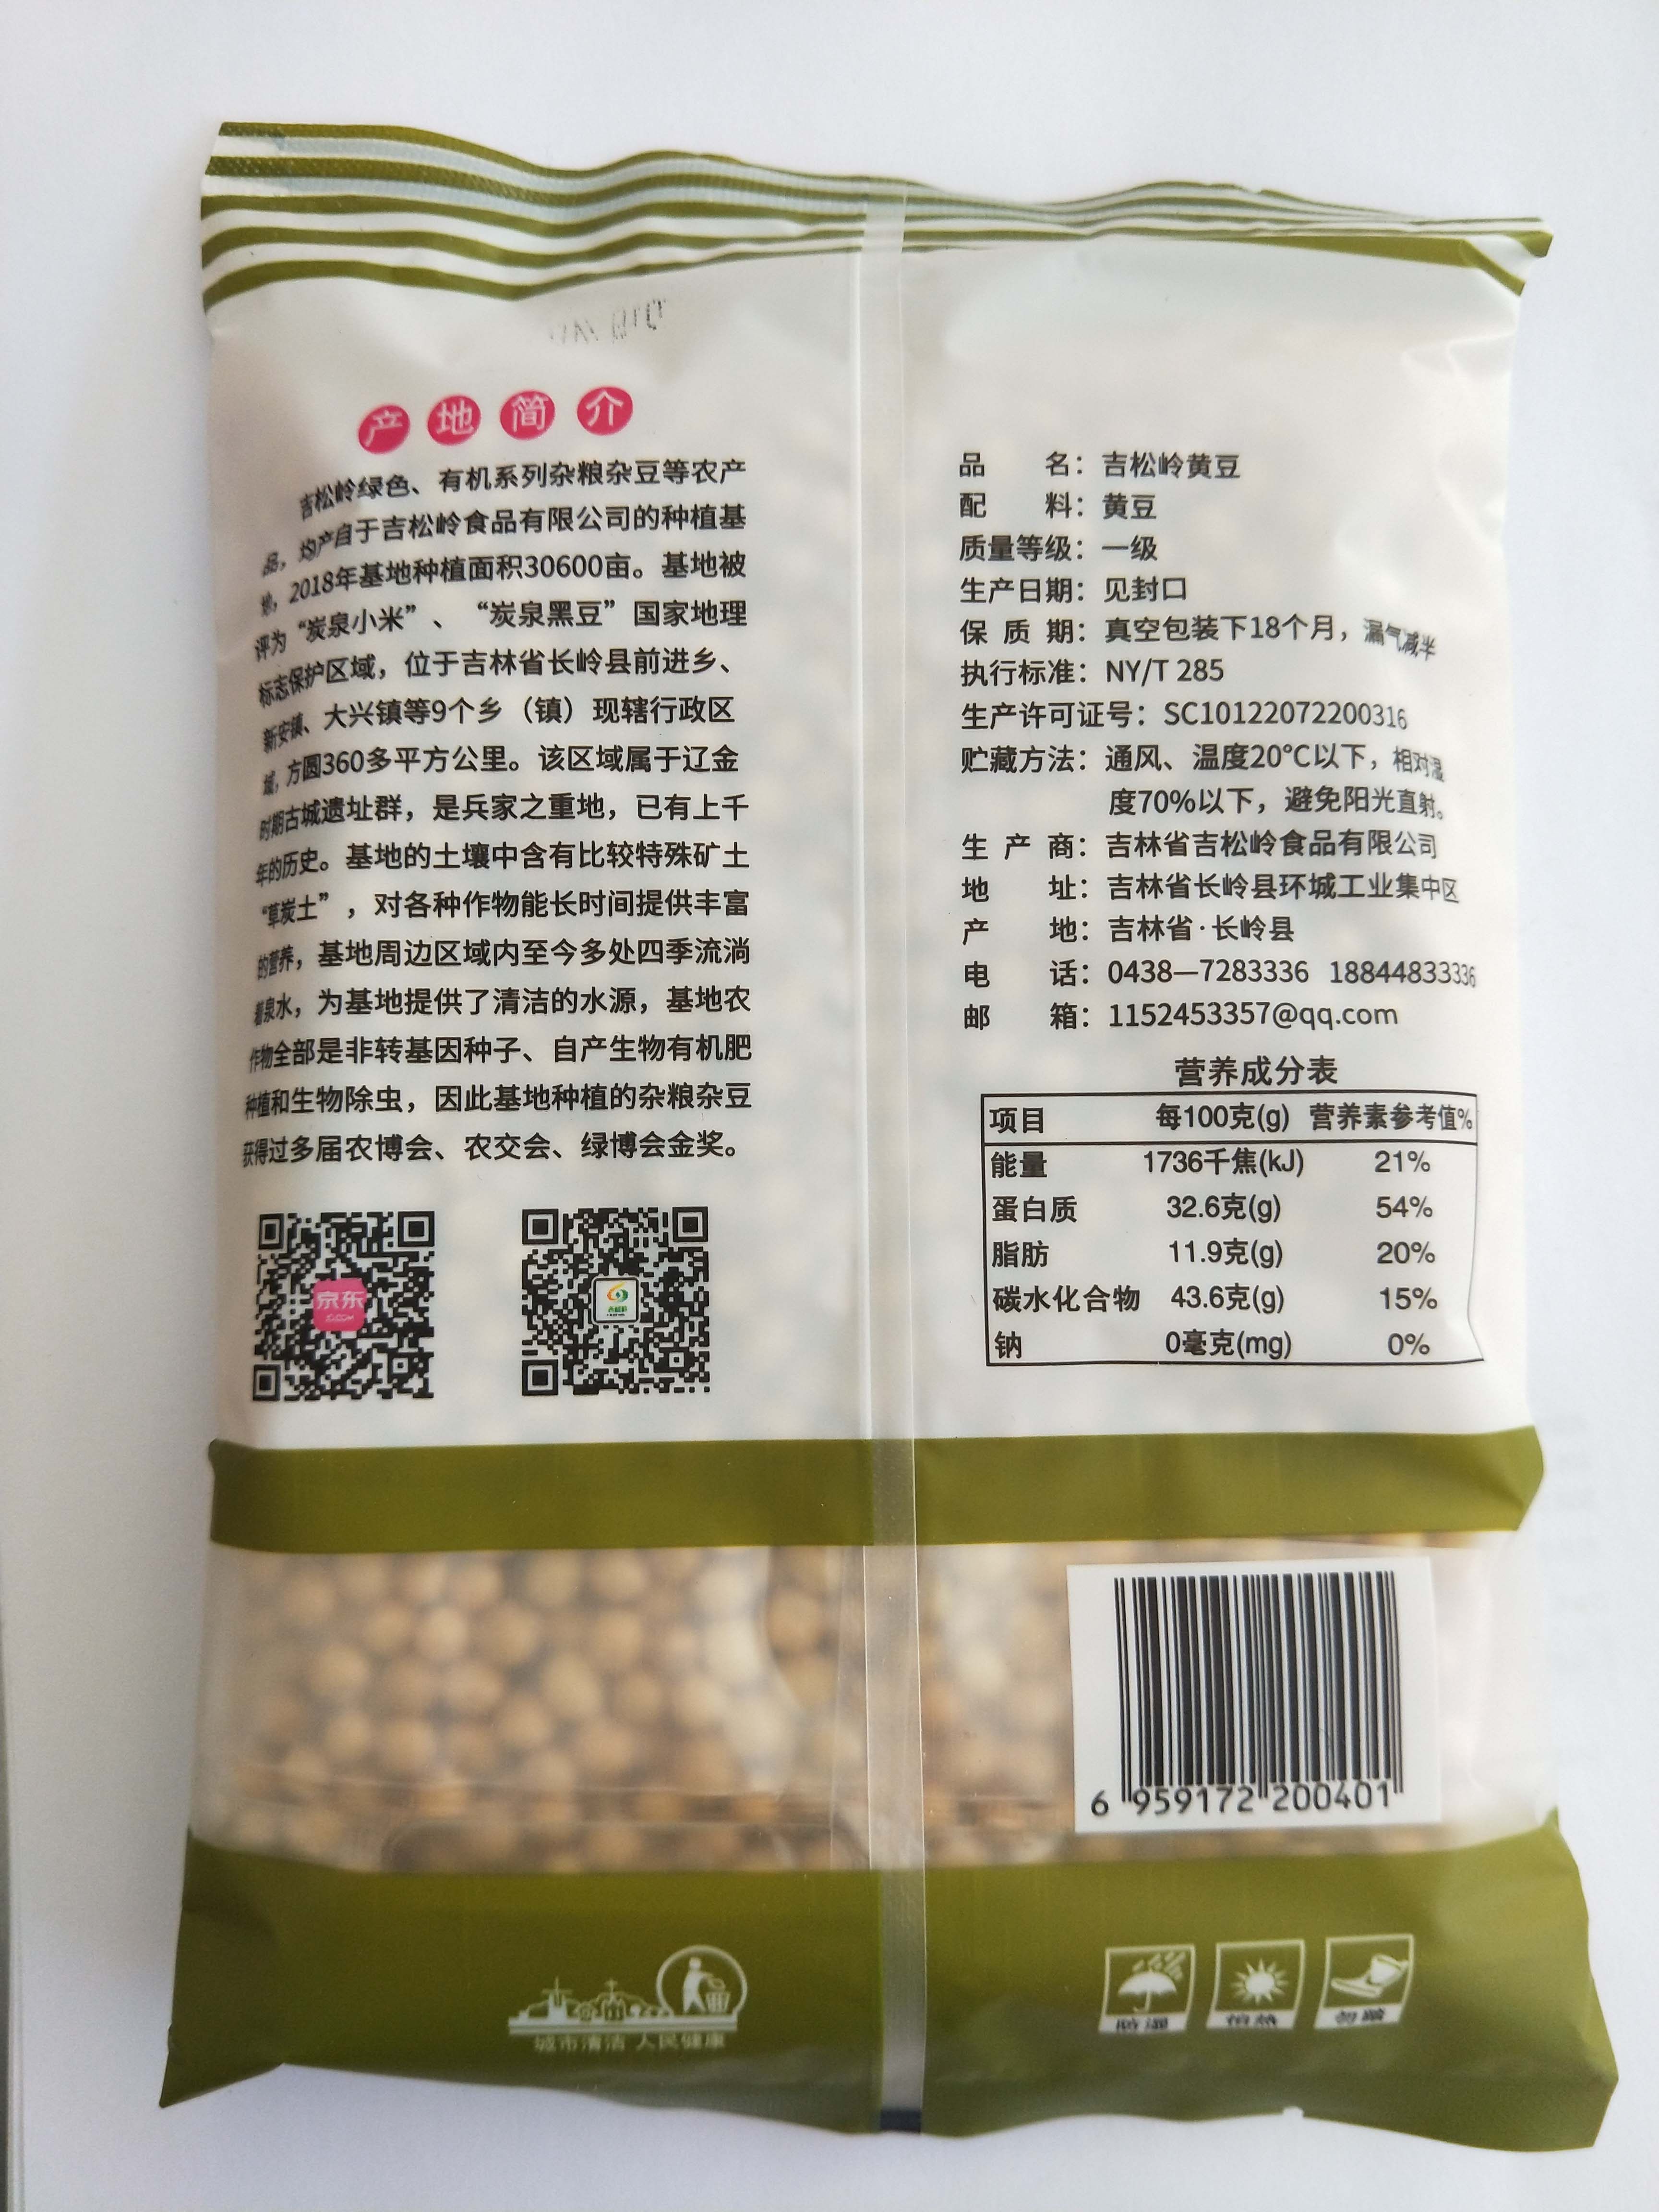 产地简介
吉松岭绿色、有机系列杂粮杂豆等农产
品，均产自于吉松岭食品有限公司的种植基
地，2018年基地种植面积30600亩。基地被
评为“炭泉小米”、“炭泉黑豆”国家地理
标志保护区域，位于吉林省长岭县前进乡、
新安镇、大兴镇等9个乡（镇）现辖行政区
域，方圆360多平方公里。该区域属于辽金
时期古城遗址群，是兵家之重地，已有上千
年的历史。基地的土壤中含有比较特殊矿土
“草炭土”，对各种作物能长时间提供丰富
的营养，基地周边区域内至今多处四季流淌
着泉水，为基地提供了清洁的水源，基地农
作物全部是非转基因种子、自产生物有机肥
种植和生物除虫，因此基地种植的杂粮杂豆
获得过多届农博会、农交会、绿博会金奖。
京东
JD.COM
品名：吉松岭黄豆
配料：黄豆
质量等级：一级
生产日期：见封口
保质期：真空包装下18个月，漏气减半
执行标准：NY/T 285
生产许可证号：SC10122072200316
贮藏方法：通风、温度20℃以下，相对湿
度70%以下，避免阳光直射。
生产商：吉林省吉松岭食品有限公司
地址：吉林省长岭县环城工业集中区
产地：吉林省·长岭县
电话：0438—7283336 18844833336
邮箱：1152453357@qq.com
营养成分表
项目 每100克(g) 营养素参考值%
能量 1736千焦(kJ) 21%
蛋白质 32.6克(g) 54%
脂肪 11.9克(g) 20%
碳水化合物 43.6克(g) 15%
钠 0毫克(mg) 0%
6 959172 200401
城市清洁 人民健康
防湿 怕热 勿踏